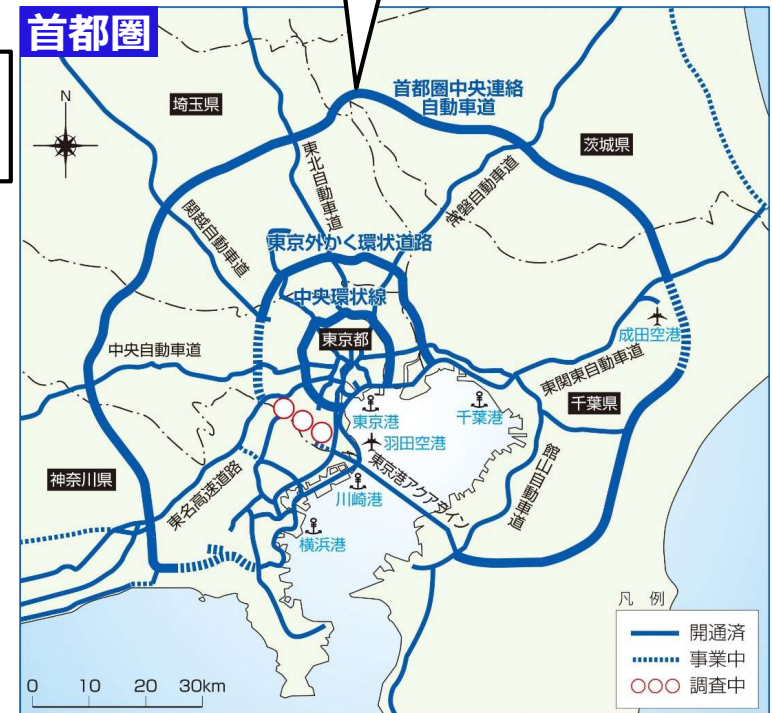 首都圏
N
埼玉県
首都圏中央連絡
自動車道
茨城県
東北自動車道
常磐自動車道
関越自動車道
東京外かく環状道路
中央環状線
東京都
中央自動車道
成田空港
東関東自動車道
千葉県
東京港
千葉港
羽田空港
神奈川県
東名高速道路
川崎港
東京港アクアライン
館山自動車道
横浜港
凡 例
開通済
事業中
調査中
0 10 20 30km